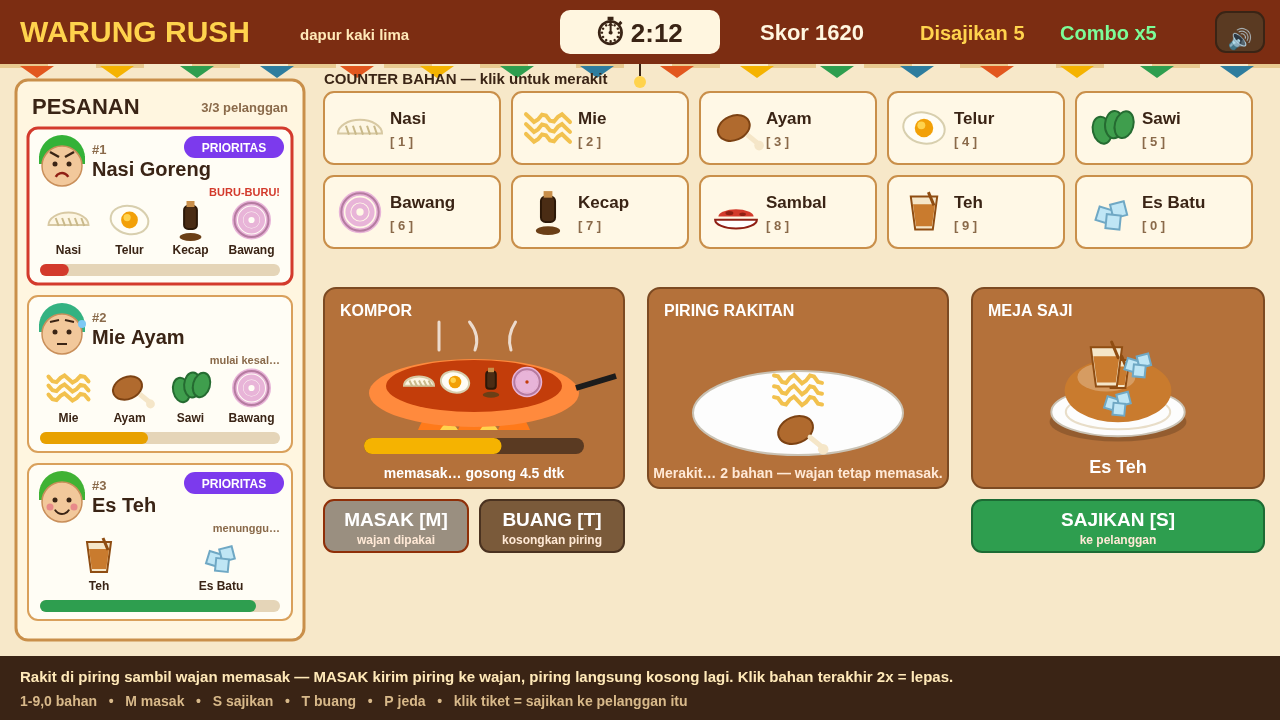 WARUNG RUSH
dapur kaki lima
2:12
Skor 1620
Disajikan 5
Combo x5
PESANAN
3/3 pelanggan
#1
PRIORITAS
Nasi Goreng
BURU-BURU!
Nasi Telur Kecap Bawang
#2
Mie Ayam
mulai kesal…
Mie Ayam Sawi Bawang
#3
PRIORITAS
Es Teh
menunggu…
Teh Es Batu
COUNTER BAHAN — klik untuk merakit
Nasi
[ 1 ]
Mie
[ 2 ]
Ayam
[ 3 ]
Telur
[ 4 ]
Sawi
[ 5 ]
Bawang
[ 6 ]
Kecap
[ 7 ]
Sambal
[ 8 ]
Teh
[ 9 ]
Es Batu
[ 0 ]
KOMPOR
memasak… gosong 4.5 dtk
PIRING RAKITAN
Merakit… 2 bahan — wajan tetap memasak.
MEJA SAJI
Es Teh
MASAK [M]
wajan dipakai
BUANG [T]
kosongkan piring
SAJIKAN [S]
ke pelanggan
Rakit di piring sambil wajan memasak — MASAK kirim piring ke wajan, piring langsung kosong lagi. Klik bahan terakhir 2x = lepas.
1-9,0 bahan • M masak • S sajikan • T buang • P jeda • klik tiket = sajikan ke pelanggan itu